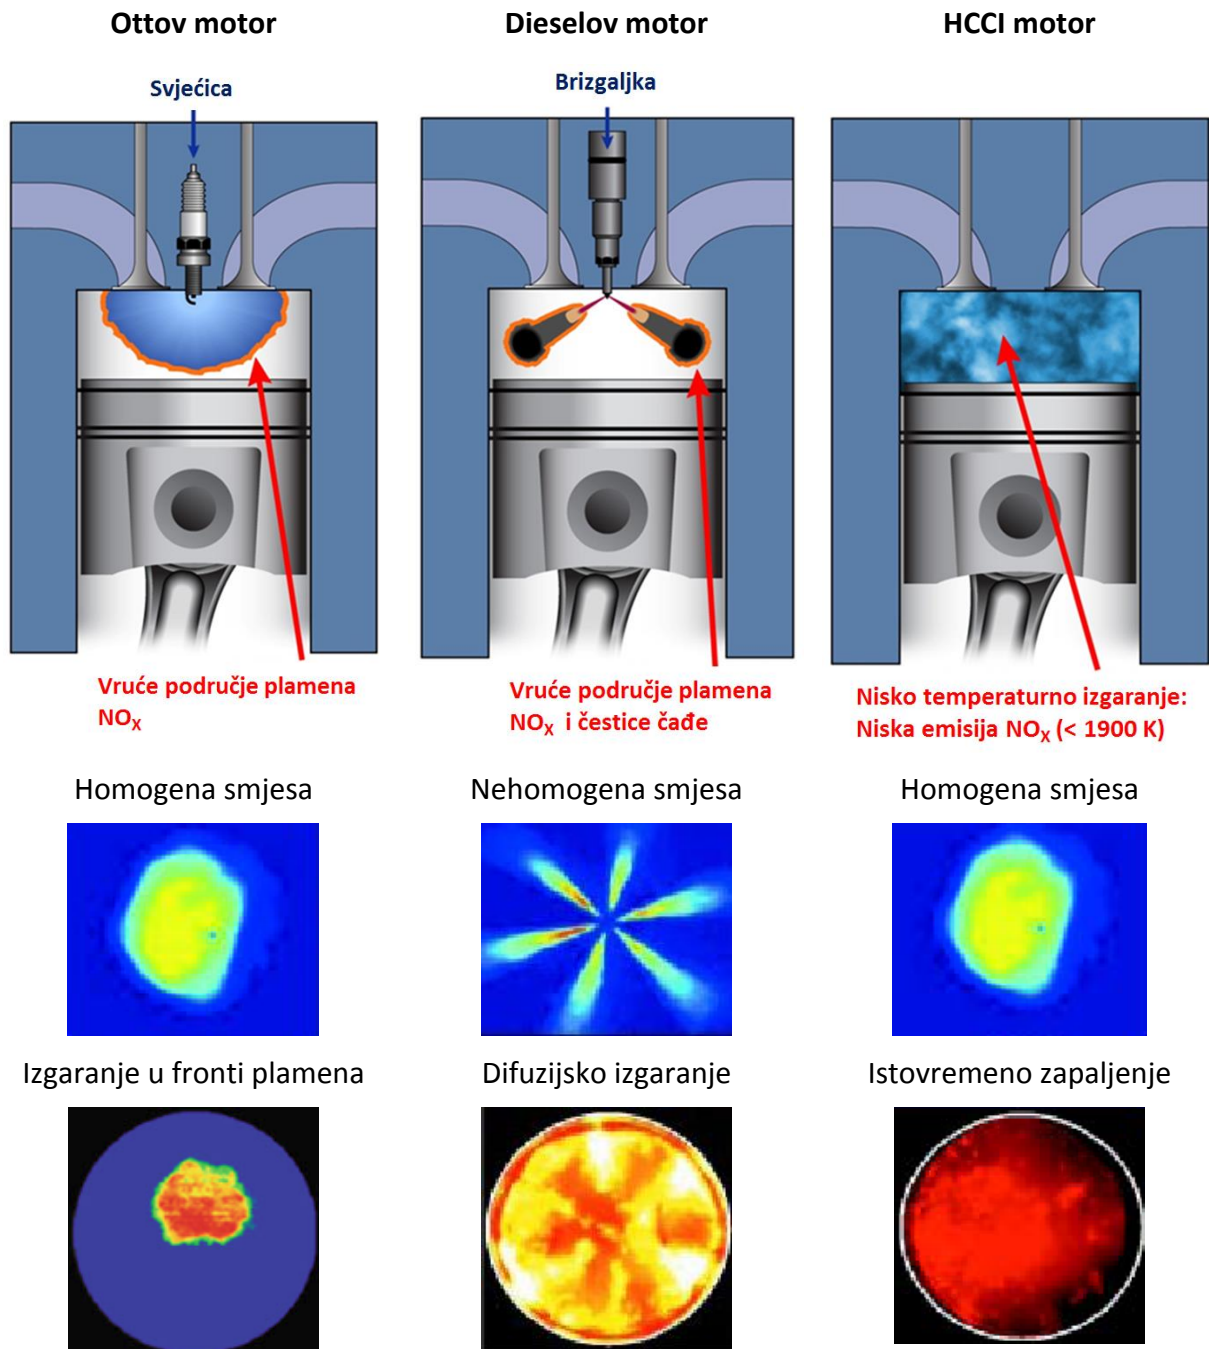 Ottov motor
Dieselov motor
HCCI motor
Svjećica
Brizgaljka
Vruće područje plamena
NOX
Vruće područje plamena
NOX i čestice čađe
Nisko temperaturno izgaranje:
Niska emisija NOX (< 1900 K)
Homogena smjesa
Nehomogena smjesa
Homogena smjesa
Izgaranje u fronti plamena
Difuzijsko izgaranje
Istovremeno zapaljenje